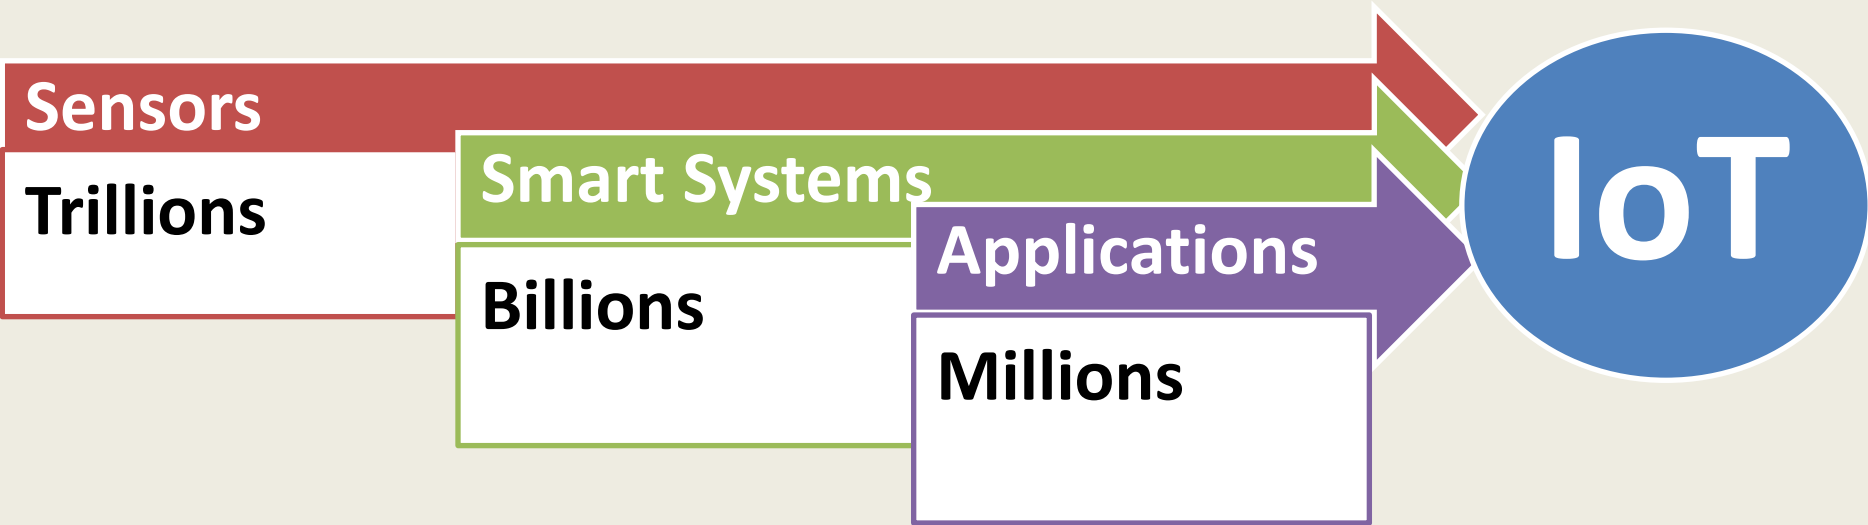 Sensors
Trillions
Smart Systems
Billions
Applications
Millions
IoT